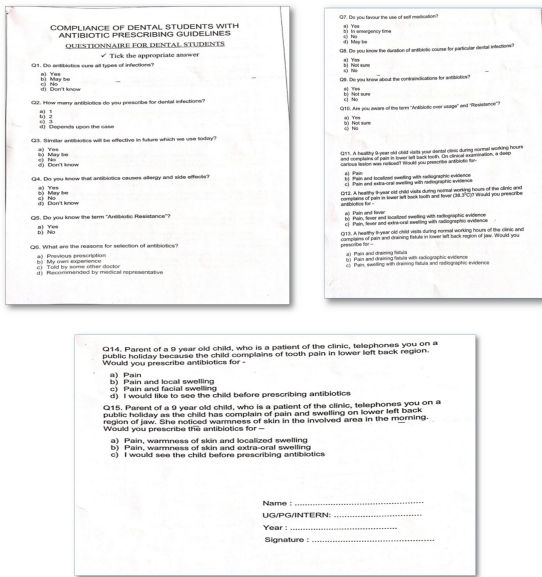 COMPLIANCE OF DENTAL STUDENTS WITH
ANTIBIOTIC PRESCRIBING GUIDELINES
QUESTIONNAIRE FOR DENTAL STUDENTS
✓ Tick the appropriate answer
Q1. Do antibiotics cure all types of infections?
a) Yes
b) May be
c) No
d) Don't know
Q2. How many antibiotics do you prescribe for dental infections?
a) 1
b) 2
c) 3
d) Depends upon the case
Q3. Similar antibiotics will be effective in future which we use today?
a) Yes
b) May be
c) No
d) Don't know
Q4. Do you know that antibiotics causes allergy and side effects?
a) Yes
b) May be
c) No
d) Don't know
Q5. Do you know the term "Antibiotic Resistance"?
a) Yes
b) No
Q6. What are the reasons for selection of antibiotics?
a) Previous prescription
b) My own experience
c) Told by some other doctor
d) Recommended by medical representative
Q7. Do you favour the use of self medication?
a) Yes
b) In emergency time
c) No
d) May be
Q8. Do you know the duration of antibiotic course for particular dental infections?
a) Yes
b) Not sure
c) No
Q9. Do you know about the contraindications for antibiotics?
a) Yes
b) Not sure
c) No
Q10. Are you aware of the term "Antibiotic over usage" and "Resistance"?
a) Yes
b) Not sure
c) No
Q11. A healthy 9-year old child visits your dental clinic during normal working hours
and complains of pain in lower left back tooth. On clinical examination, a deep
carious lesion was noticed? Would you prescribe antibiotic for-
a) Pain
b) Pain and localized swelling with radiographic evidence
c) Pain and extra-oral swelling with radiographic evidence
Q12. A healthy 9-year old child visits during normal working hours of the clinic and
complains of pain in lower left back tooth and fever (38.3°C)? Would you prescribe
antibiotics for -
a) Pain and fever
b) Pain, fever and localized swelling with radiographic evidence
c) Pain, fever and extra-oral swelling with radiographic evidence
Q13. A healthy 9-year old child visits during normal working hours of the clinic and
complains of pain and draining fistula in lower left back region of jaw. Would you
prescribe for –
a) Pain and draining fistula
b) Pain and draining fistula with radiographic evidence
c) Pain, swelling with draining fistula and radiographic evidence
Q14. Parent of a 9 year old child, who is a patient of the clinic, telephones you on a
public holiday because the child complains of tooth pain in lower left back region.
Would you prescribe antibiotics for -
a) Pain
b) Pain and local swelling
c) Pain and facial swelling
d) I would like to see the child before prescribing antibiotics
Q15. Parent of a 9 year old child, who is a patient of the clinic, telephones you on a
public holiday as the child has complain of pain and swelling on lower left back
region of jaw. She noticed warmness of skin in the involved area in the morning.
Would you prescribe the antibiotics for –
a) Pain, warmness of skin and localized swelling
b) Pain, warmness of skin and extra-oral swelling
c) I would see the child before prescribing antibiotics
Name : ...............................................
UG/PG/INTERN: ................................
Year : .......................................
Signature : .............................................